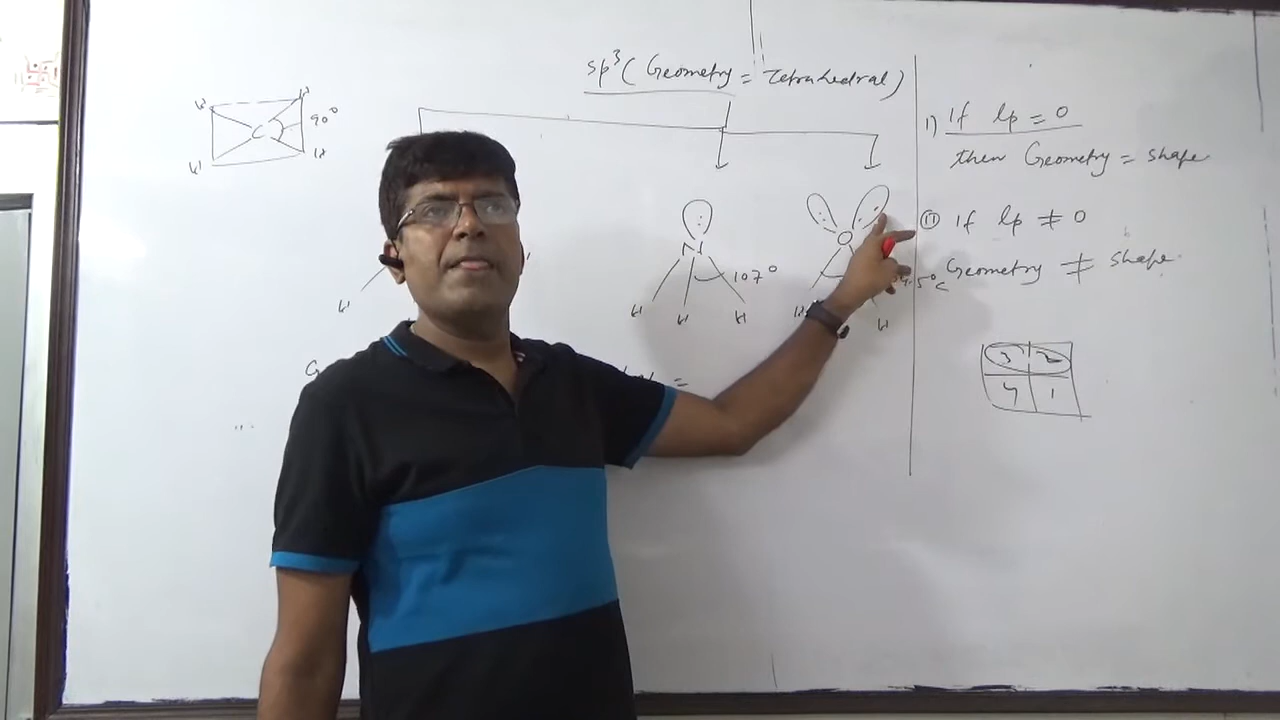 sp³ (Geometry = Tetrahedral)
H H
C 90°
H H
H
N
107°
H H H
O
H H
1) If lp = 0
then Geometry = shape
(ii) If lp ≠ 0
Geometry ≠ shape
3 2
4 1